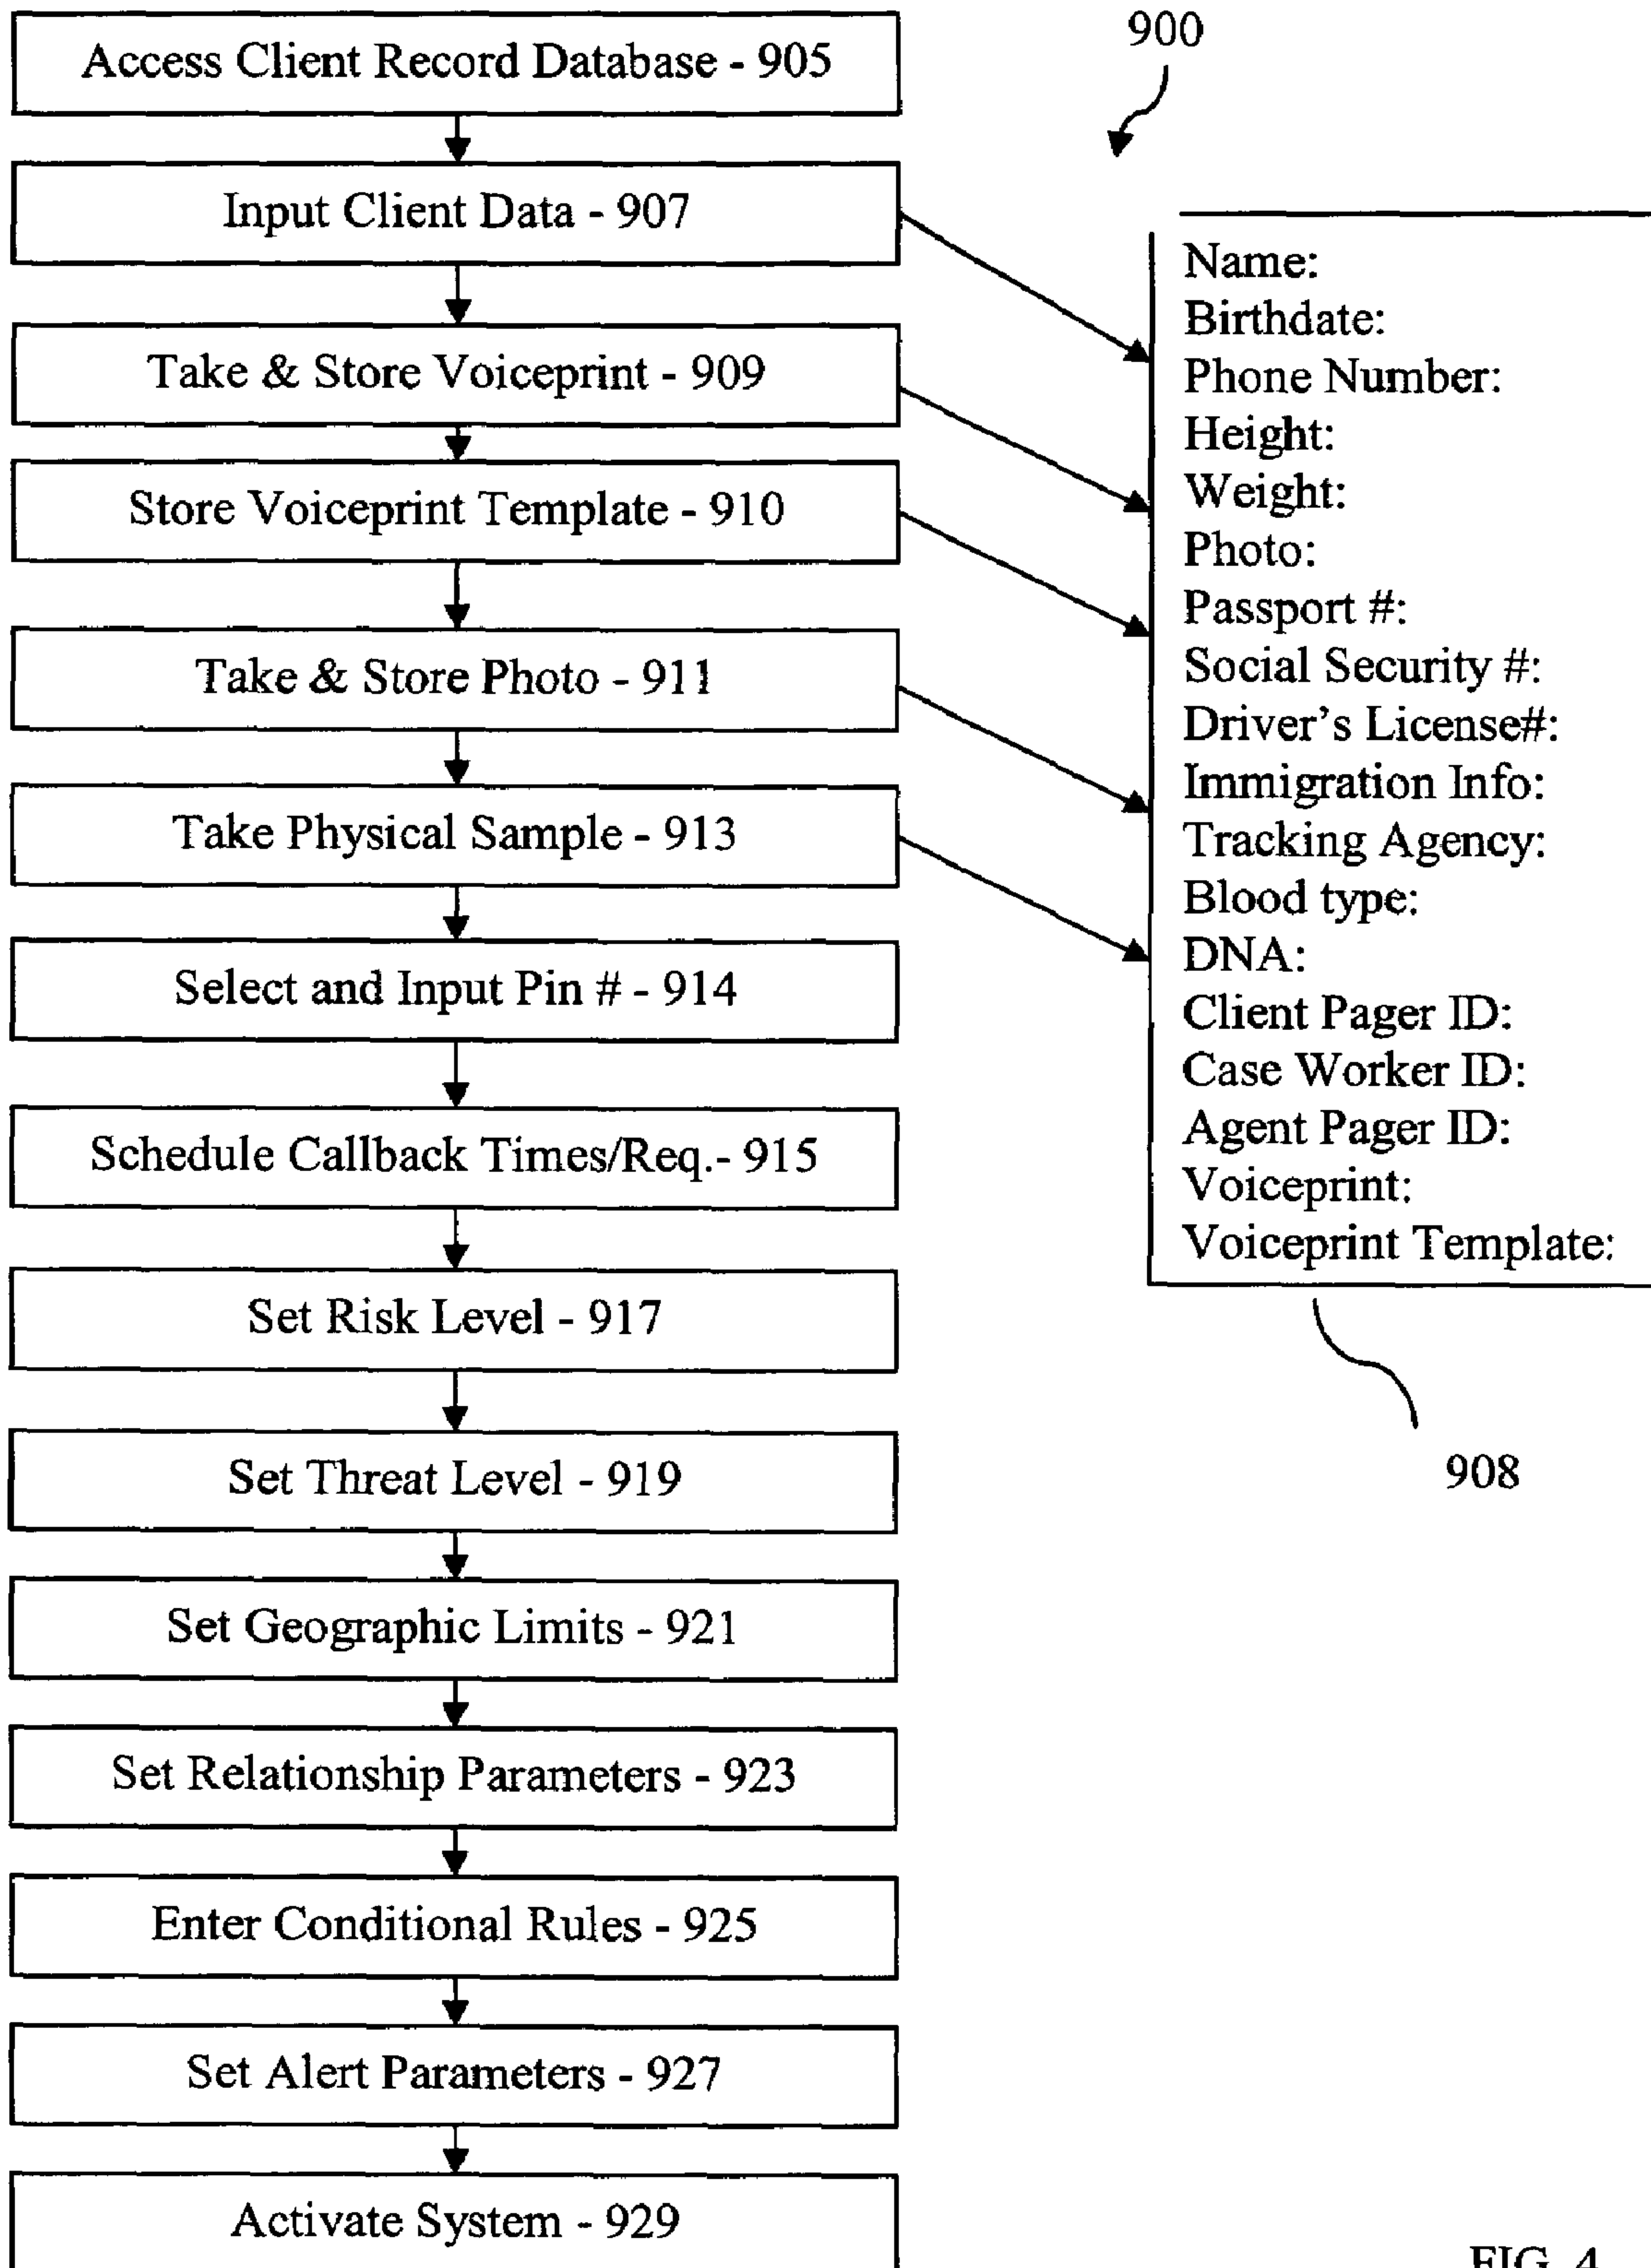 Access Client Record Database - 905
900
Input Client Data - 907
Take & Store Voiceprint - 909
Store Voiceprint Template - 910
Take & Store Photo - 911
Take Physical Sample - 913
Select and Input Pin # - 914
Schedule Callback Times/Req.- 915
Set Risk Level - 917
Set Threat Level - 919
Set Geographic Limits - 921
Set Relationship Parameters - 923
Enter Conditional Rules - 925
Set Alert Parameters - 927
Activate System - 929
Name:
Birthdate:
Phone Number:
Height:
Weight:
Photo:
Passport #:
Social Security #:
Driver's License#:
Immigration Info:
Tracking Agency:
Blood type:
DNA:
Client Pager ID:
Case Worker ID:
Agent Pager ID:
Voiceprint:
Voiceprint Template:
908
FIG. 4